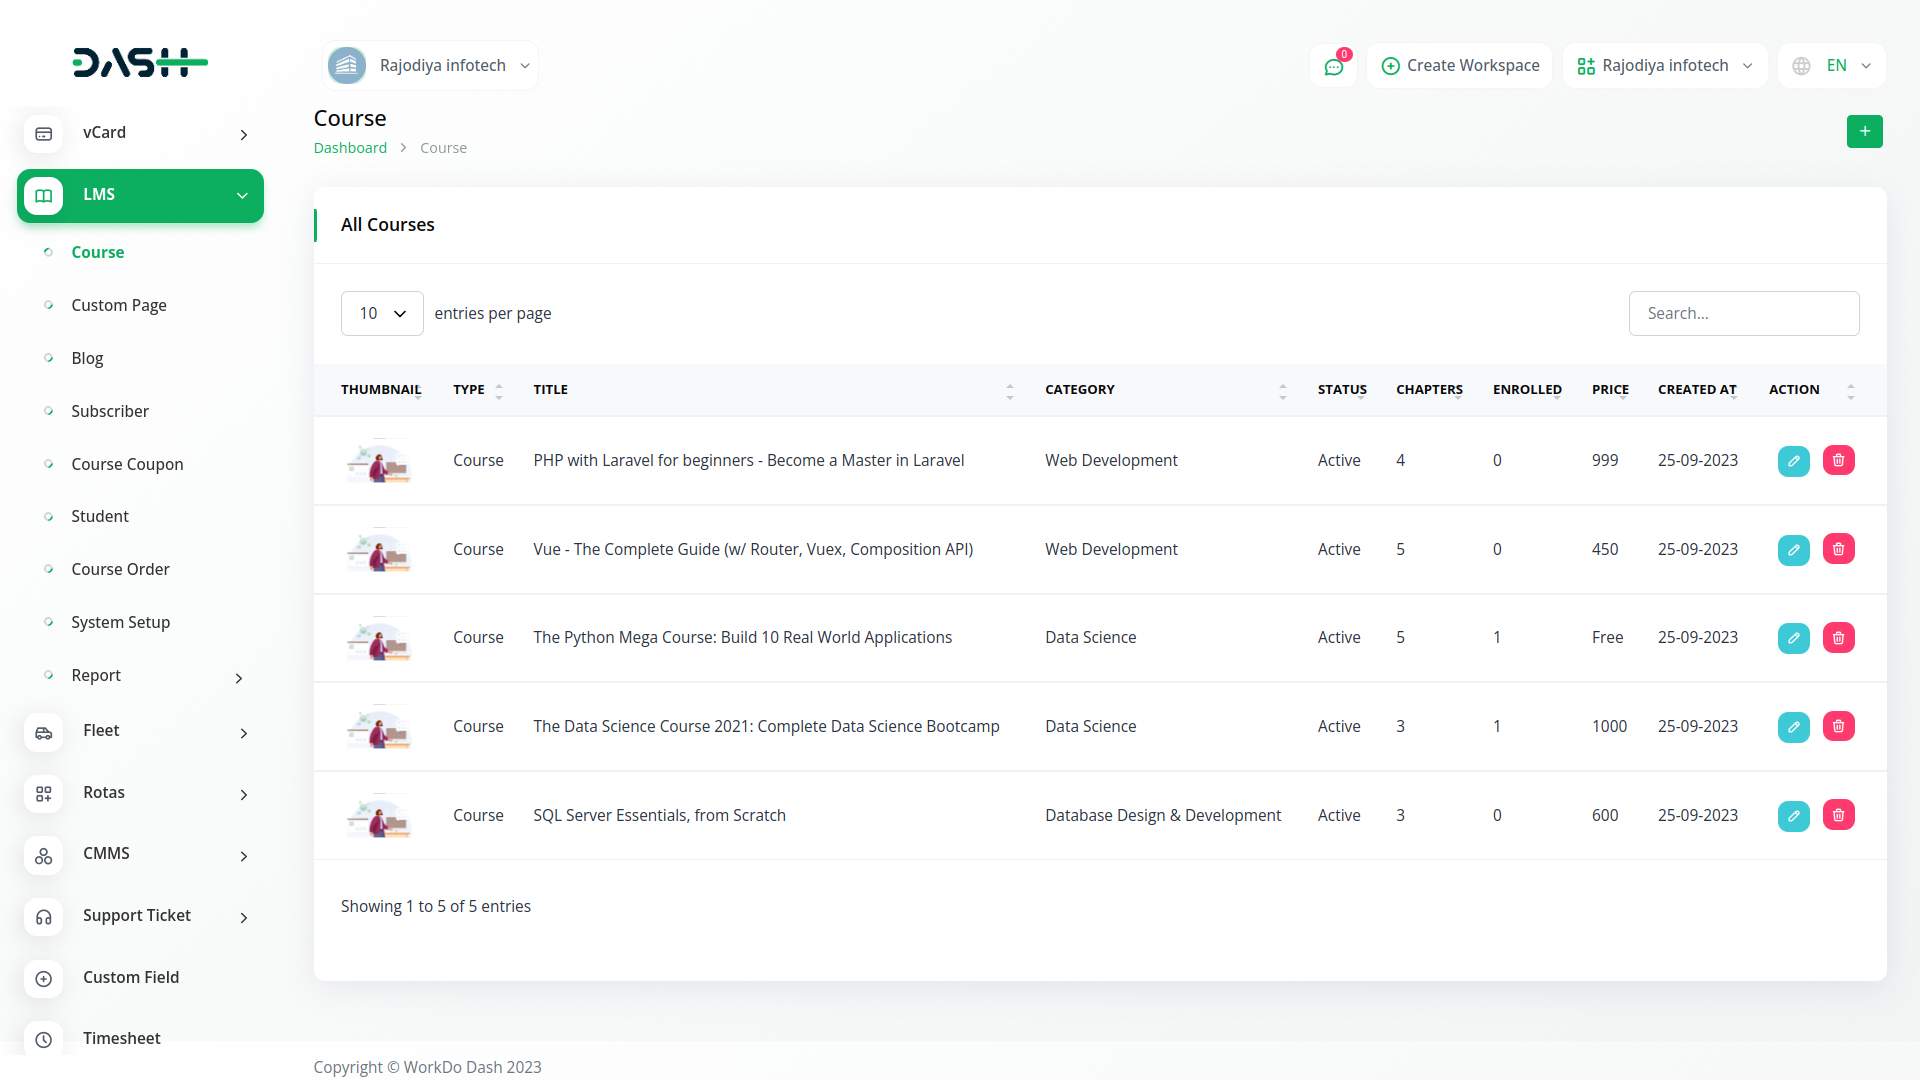 DASH
Rajodiya infotech
0
Create Workspace
Rajodiya infotech
EN
vCard
LMS
Course
Custom Page
Blog
Subscriber
Course Coupon
Student
Course Order
System Setup
Report
Fleet
Rotas
CMMS
Support Ticket
Custom Field
Timesheet
Course
Dashboard > Course
+
All Courses
10 entries per page
Search...
THUMBNAIL TYPE TITLE CATEGORY STATUS CHAPTERS ENROLLED PRICE CREATED AT ACTION
Course PHP with Laravel for beginners - Become a Master in Laravel Web Development Active 4 0 999 25-09-2023
Course Vue - The Complete Guide (w/ Router, Vuex, Composition API) Web Development Active 5 0 450 25-09-2023
Course The Python Mega Course: Build 10 Real World Applications Data Science Active 5 1 Free 25-09-2023
Course The Data Science Course 2021: Complete Data Science Bootcamp Data Science Active 3 1 1000 25-09-2023
Course SQL Server Essentials, from Scratch Database Design & Development Active 3 0 600 25-09-2023
Showing 1 to 5 of 5 entries
Copyright © WorkDo Dash 2023